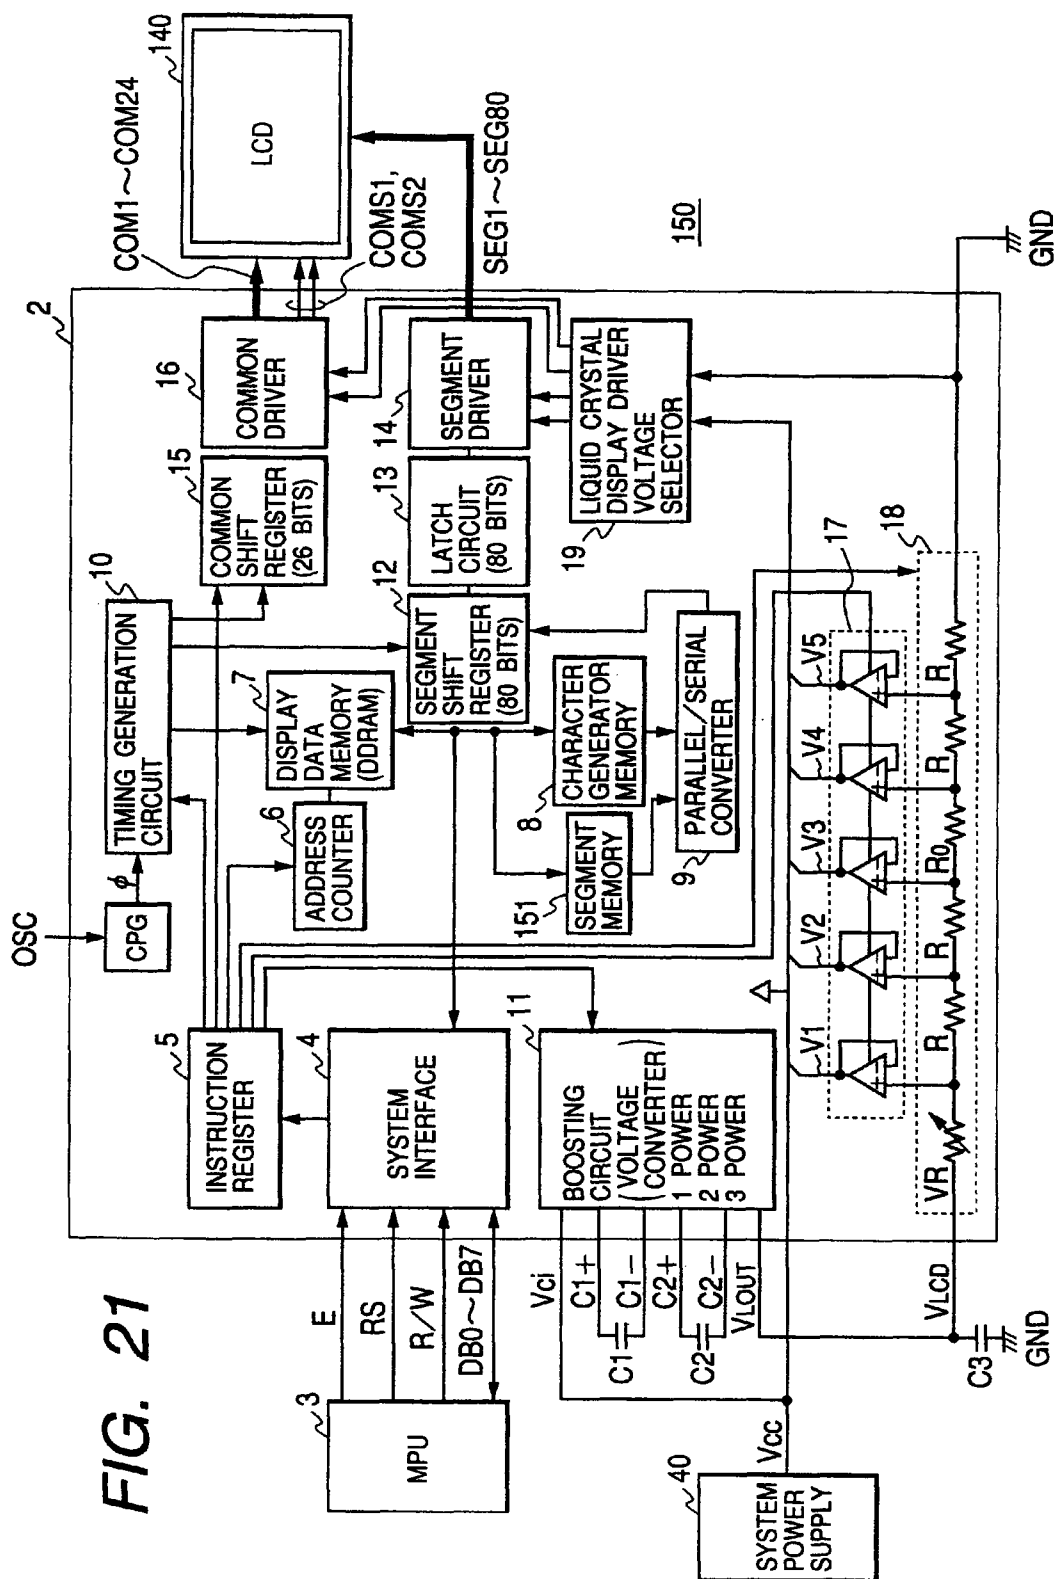 FIG. 21
OSC
CPG
φ
10
TIMING GENERATION
CIRCUIT
2
140
LCD
COM1~COM24
COMS1,
COMS2
SEG1~SEG80
150
GND
5
INSTRUCTION
REGISTER
6
ADDRESS
COUNTER
7
DISPLAY
DATA
MEMORY
(DDRAM)
15
COMMON
SHIFT
REGISTER
(26 BITS)
16
COMMON
DRIVER
3
MPU
E
RS
R/W
DB0~DB7
4
SYSTEM
INTERFACE
12
SEGMENT
SHIFT
REGISTER
(80 BITS)
13
LATCH
CIRCUIT
(80 BITS)
14
SEGMENT
DRIVER
151
SEGMENT
MEMORY
8
CHARACTER
GENERATOR
MEMORY
9
PARALLEL/SERIAL
CONVERTER
19
LIQUID CRYSTAL
DISPLAY DRIVER
VOLTAGE
SELECTOR
11
BOOSTING
CIRCUIT
(VOLTAGE
CONVERTER)
1 POWER
2 POWER
3 POWER
Vci
C1+
C1
C1−
C2+
C2
C2−
VLOUT
40
SYSTEM
POWER
SUPPLY
Vcc
V1
V2
V3
V4
V5
17
18
+
+
+
+
+
VLCD
VR
R
R
R0
R
R
C3
GND